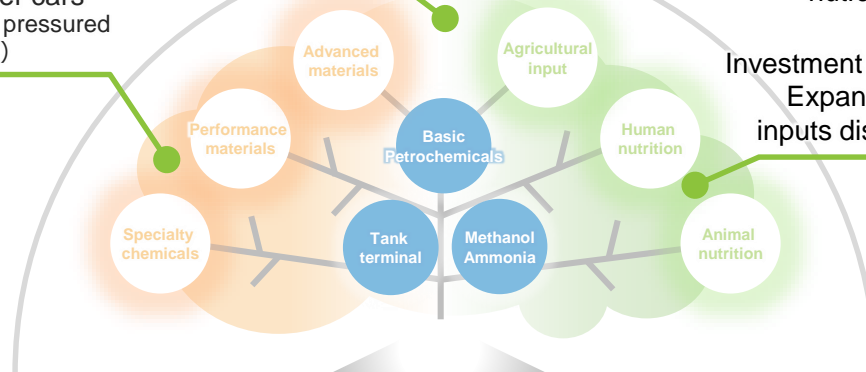 pressured
)
Advanced
materials
Agricultural
input
Investment
Expan
inputs dis
Performance
materials
Basic
Petrochemicals
Human
nutrition
Specialty
chemicals
Tank
terminal
Methanol
Ammonia
Animal
nutrition